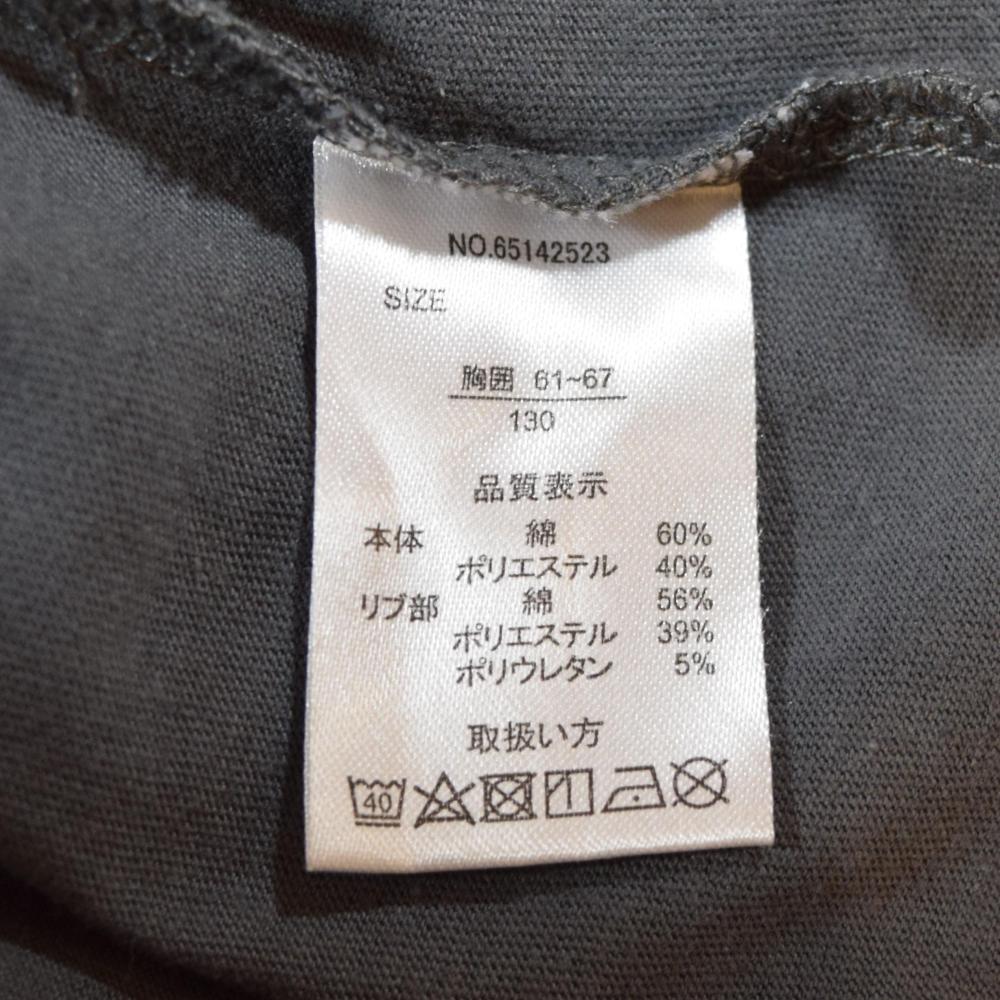 NO.65142523
SIZE
胸囲 61~67
130
品質表示
本体 綿 60%
ポリエステル 40%
リブ部 綿 56%
ポリエステル 39%
ポリウレタン 5%
取扱い方
40